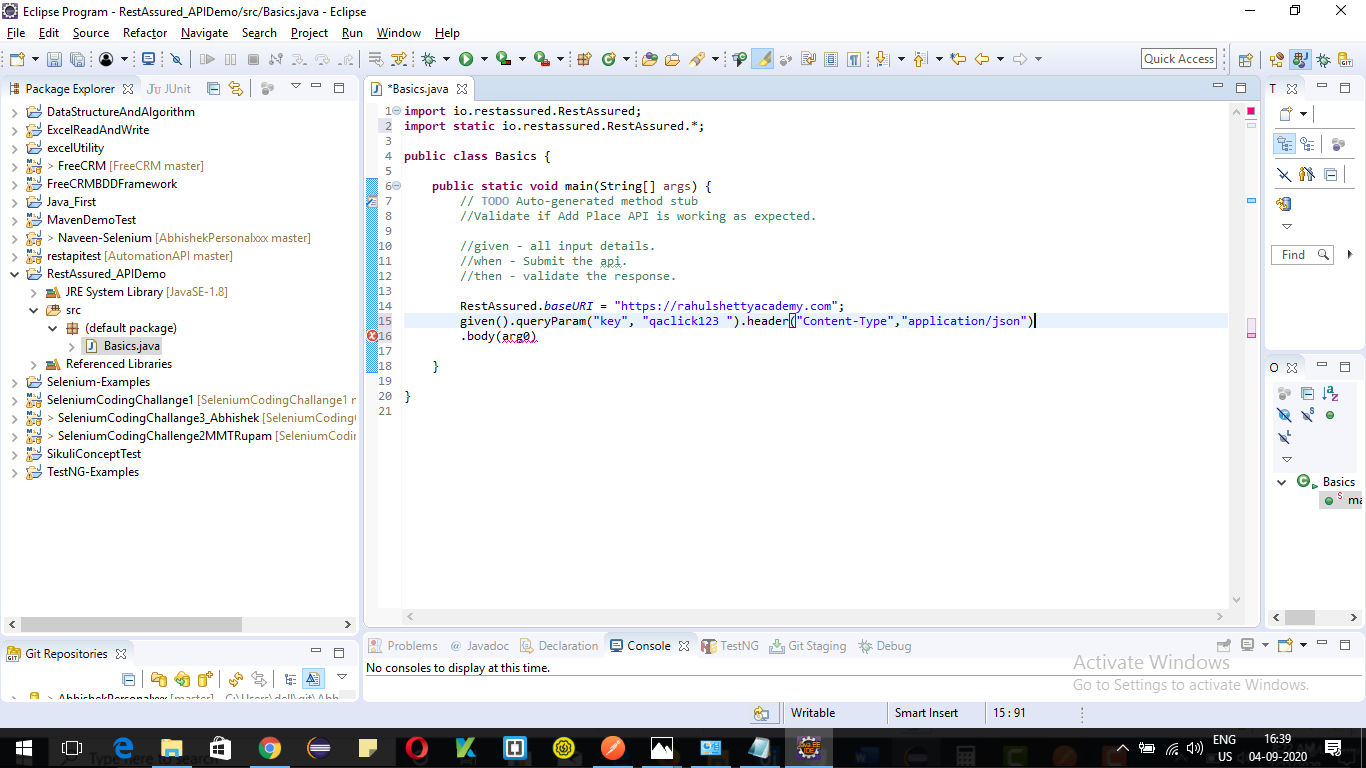 Eclipse Program - RestAssured_APIDemo/src/Basics.java - Eclipse
File Edit Source Refactor Navigate Search Project Run Window Help
Quick Access
Package Explorer JUnit
DataStructureAndAlgorithm
ExcelReadAndWrite
excelUtility
> FreeCRM [FreeCRM master]
FreeCRMBDDFramework
Java_First
MavenDemoTest
> Naveen-Selenium [AbhishekPersonalxxx master]
restapitest [AutomationAPI master]
RestAssured_APIDemo
JRE System Library [JavaSE-1.8]
src
(default package)
Basics.java
Referenced Libraries
Selenium-Examples
SeleniumCodingChallange1 [SeleniumCodingChallange1 r
> SeleniumCodingChallange3_Abhishek [SeleniumCoding
> SeleniumCodingChallenge2MMTRupam [SeleniumCodir
SikuliConceptTest
TestNG-Examples
*Basics.java
1 import io.restassured.RestAssured;
2 import static io.restassured.RestAssured.*;
3
4 public class Basics {
5
6 public static void main(String[] args) {
7 // TODO Auto-generated method stub
8 //Validate if Add Place API is working as expected.
9
10 //given - all input details.
11 //when - Submit the api.
12 //then - validate the response.
13
14 RestAssured.baseURI = "https://rahulshettyacademy.com";
15 given().queryParam("key", "qaclick123 ").header("Content-Type","application/json")
16 .body(arg0)
17
18 }
19
20 }
21
T
Find
O
Basics
ma
Git Repositories
> AbhishekPersonalxxx [master] - C:\Users\dell\git\Abh
Problems @ Javadoc Declaration Console TestNG Git Staging Debug
No consoles to display at this time.
Activate Windows
Go to Settings to activate Windows.
Writable Smart Insert 15 : 91
ENG
US
16:39
04-09-2020